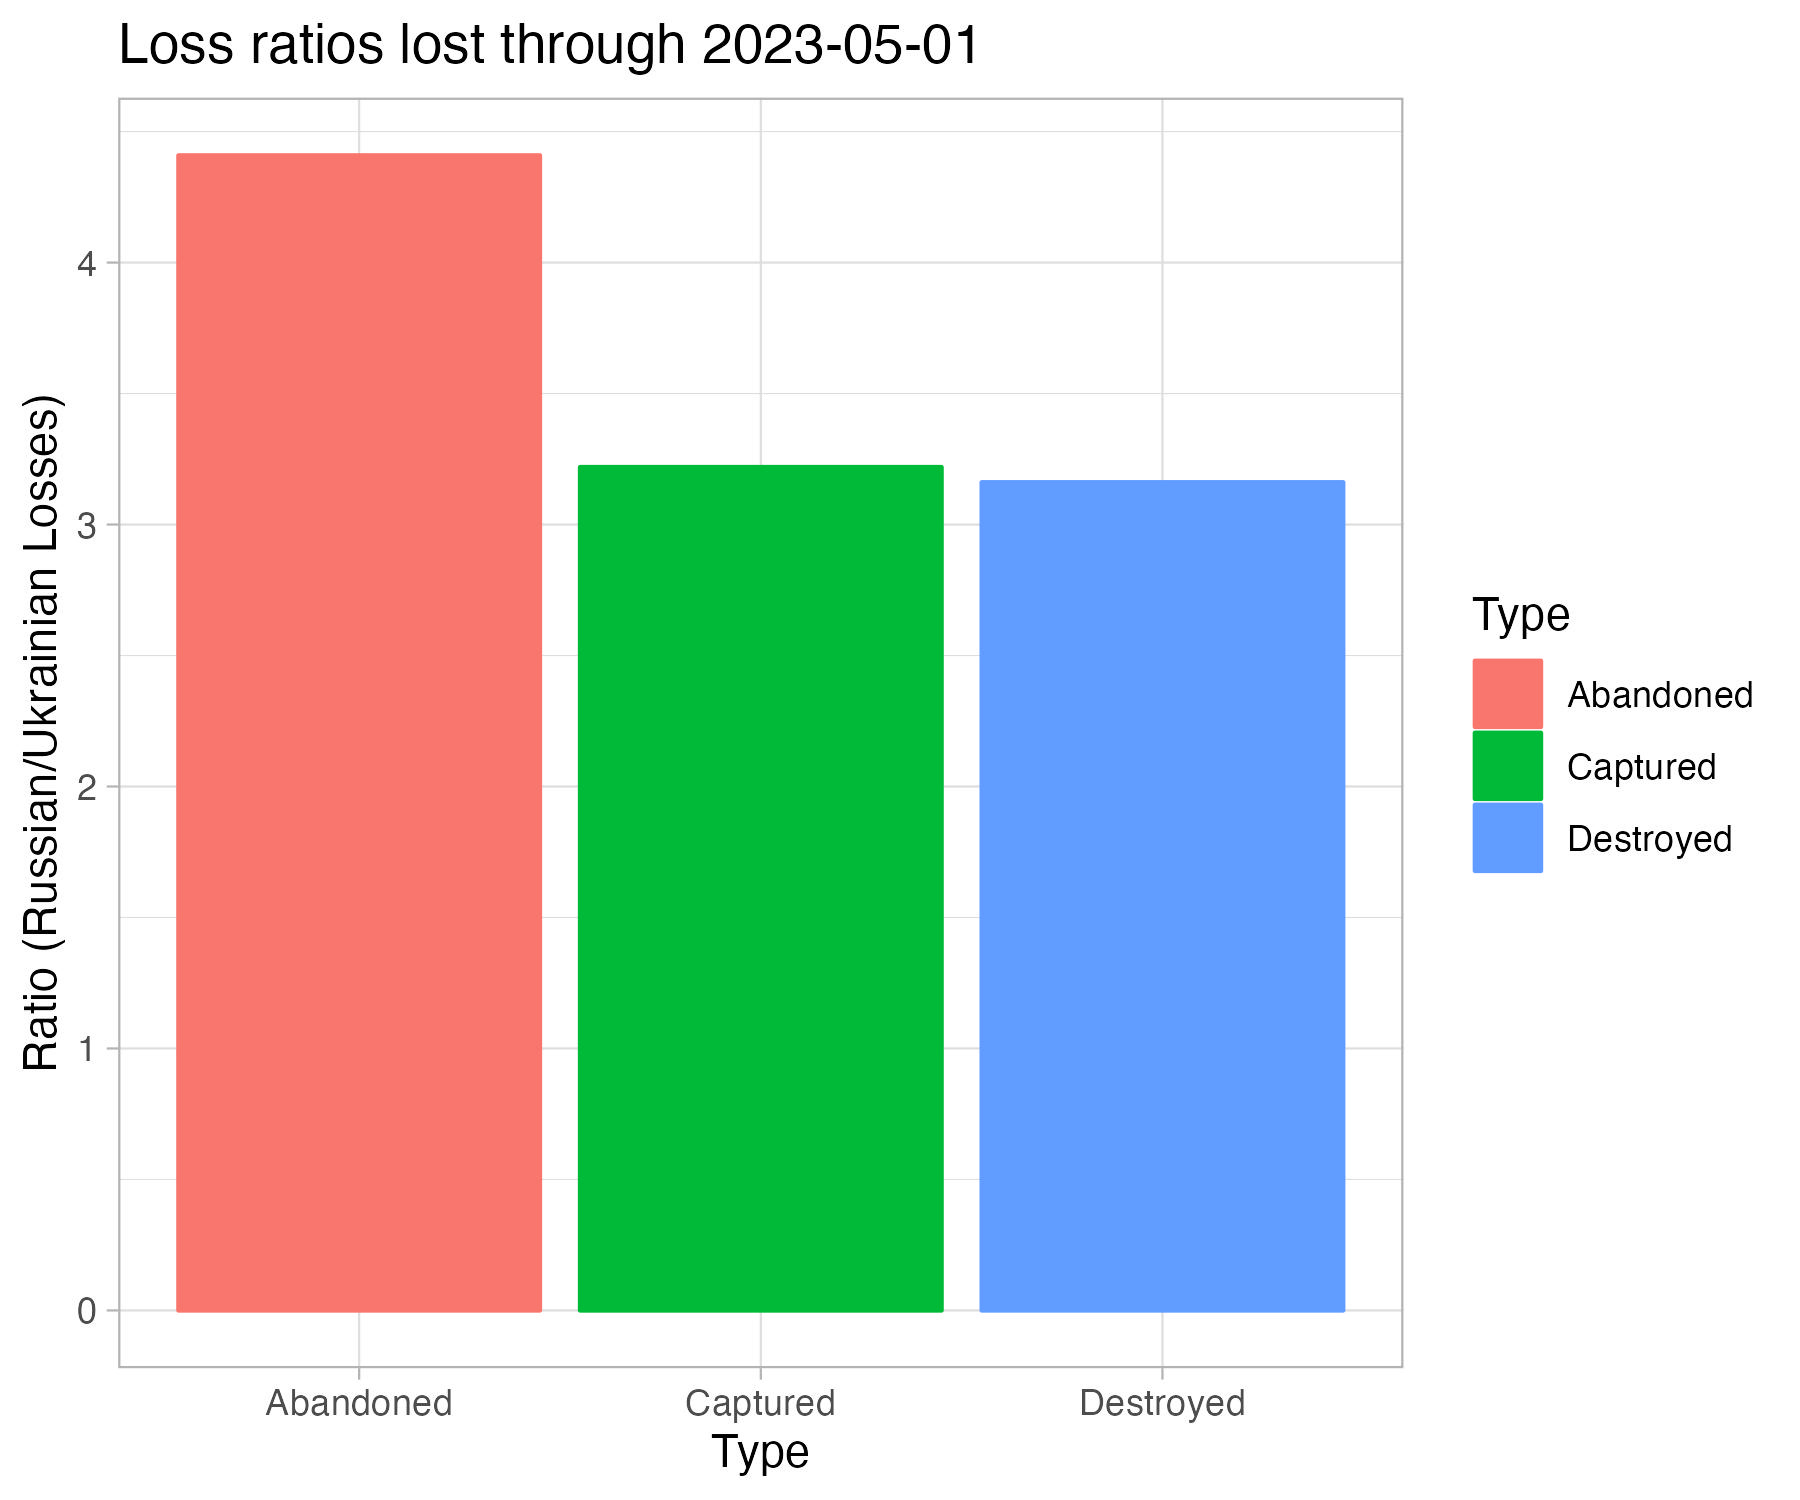 Loss ratios lost through 2023-05-01
Ratio (Russian/Ukrainian Losses)
4
3
2
1
0
Abandoned
Captured
Destroyed
Type
Type
Abandoned
Captured
Destroyed